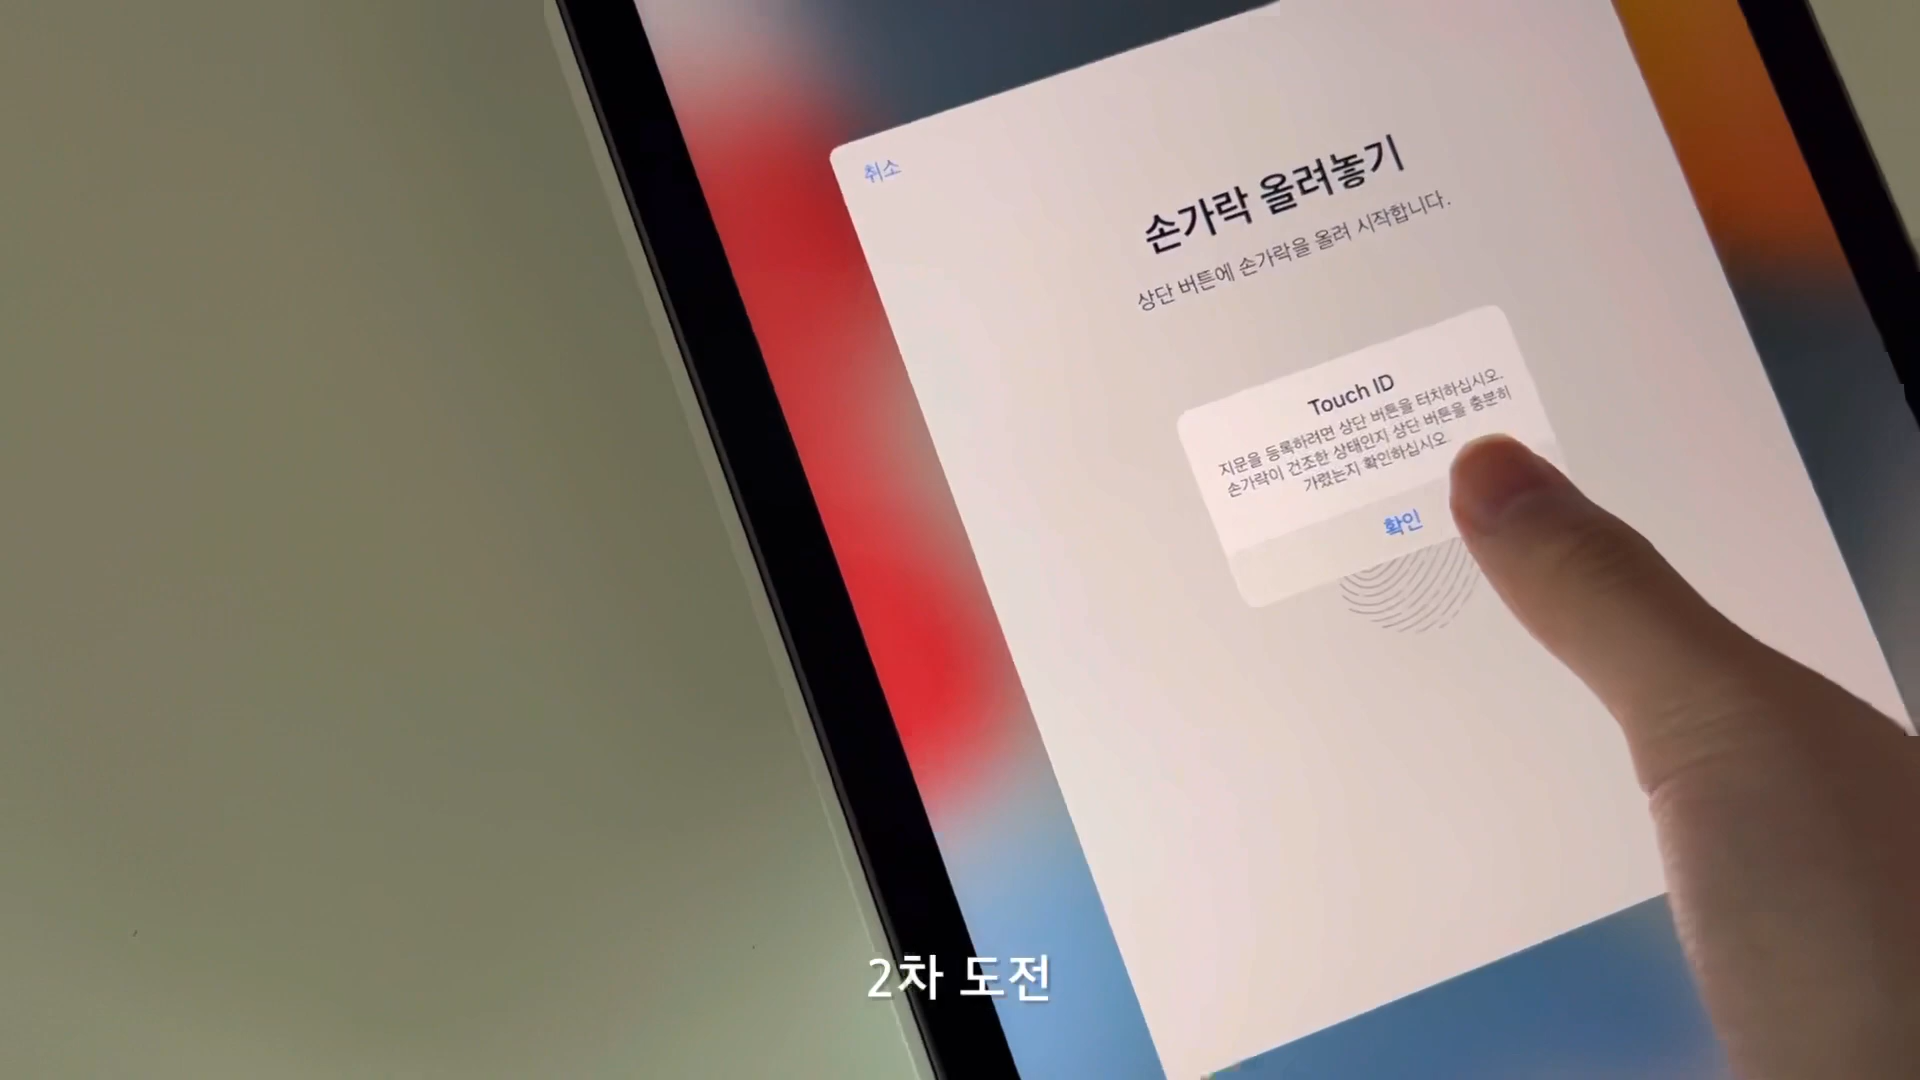 취소
손가락 올려놓기
상단 버튼에 손가락을 올려 시작합니다.
Touch ID
지문을 등록하려면 상단 버튼을 터치하십시오.
손가락이 건조한 상태인지 상단 버튼을 충분히
가렸는지 확인하십시오.
확인
2차 도전